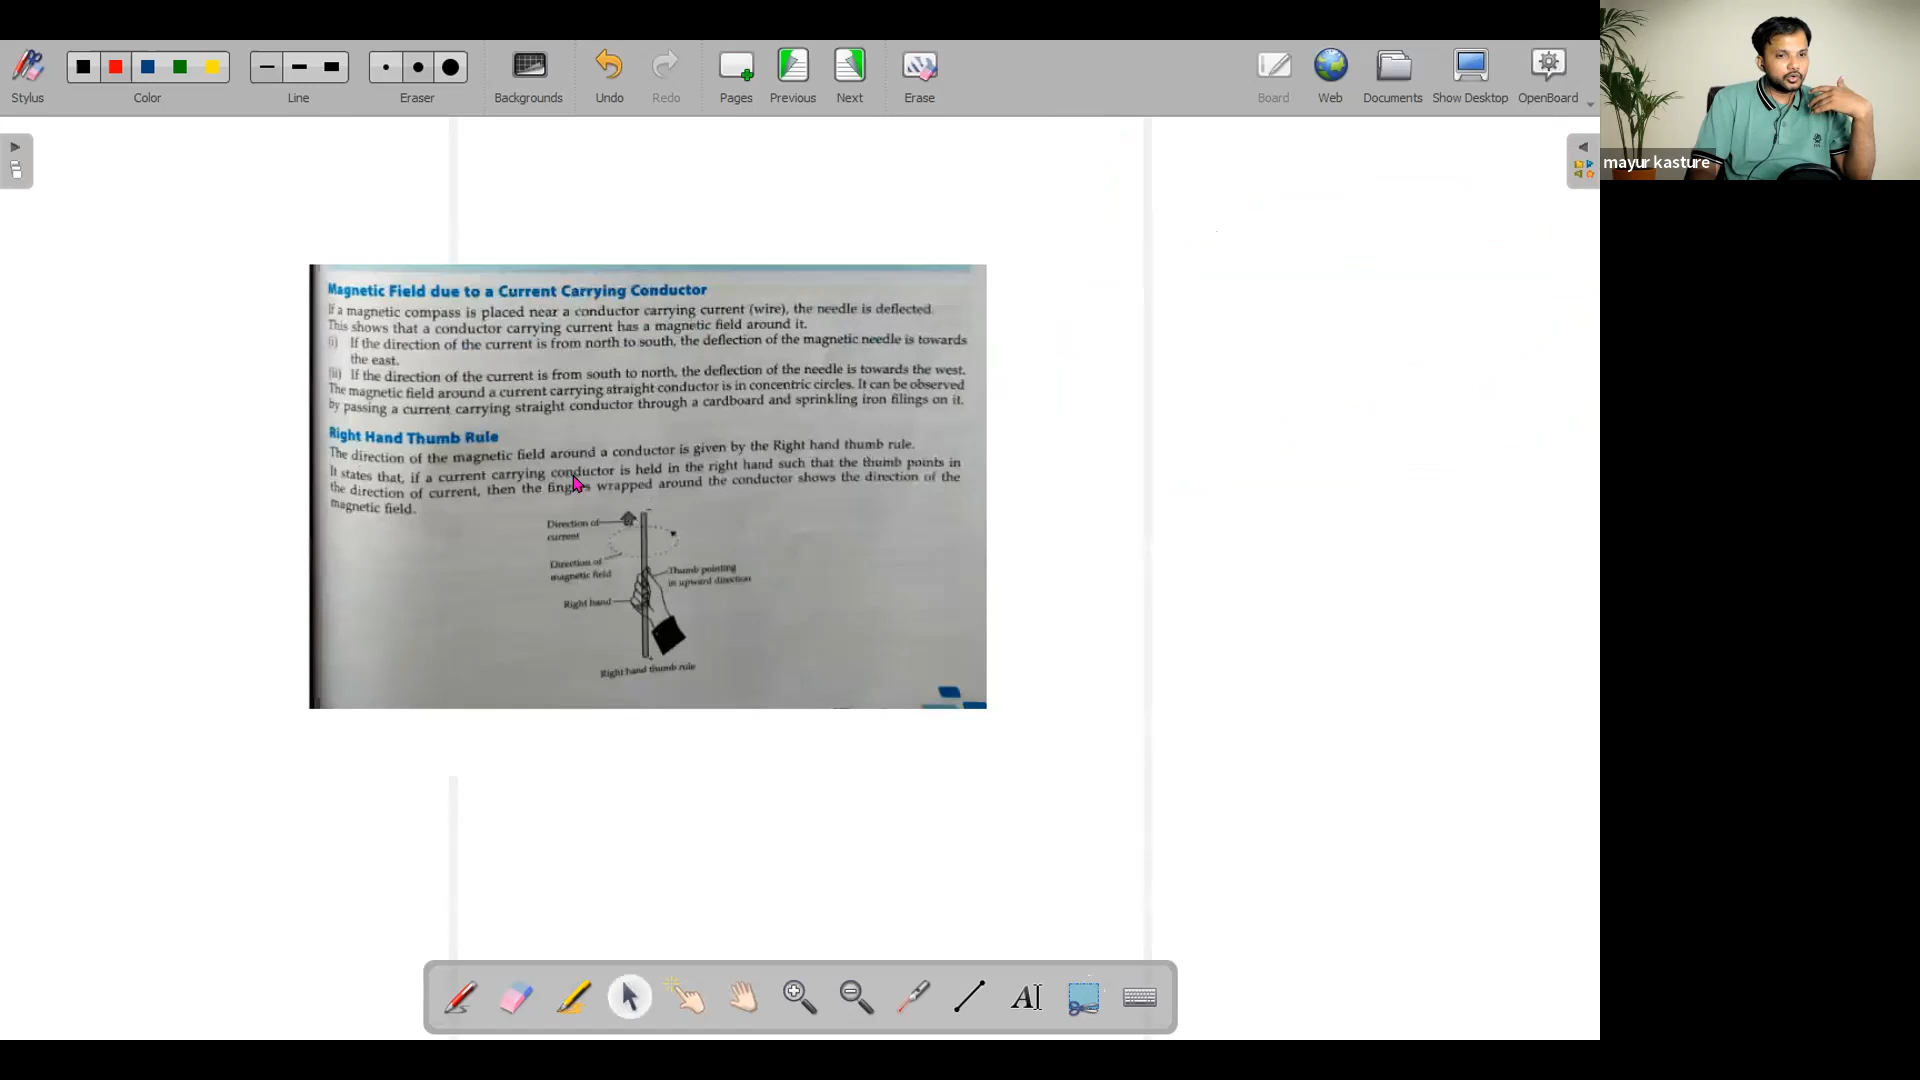 Stylus
Color
Line
Eraser
Backgrounds
Undo
Redo
Pages
Previous
Next
Erase
Board
Web
Documents
Show Desktop
OpenBoard
mayur kasture
Magnetic Field due to a Current Carrying Conductor
If a magnetic compass is placed near a conductor carrying current (wire), the needle is deflected.
This shows that a conductor carrying current has a magnetic field around it.
(i) If the direction of the current is from north to south, the deflection of the magnetic needle is towards
the east.
(ii) If the direction of the current is from south to north, the deflection of the needle is towards the west.
The magnetic field around a current carrying straight conductor is in concentric circles. It can be observed
by passing a current carrying straight conductor through a cardboard and sprinkling iron filings on it.
Right Hand Thumb Rule
The direction of the magnetic field around a conductor is given by the Right hand thumb rule.
It states that, if a current carrying conductor is held in the right hand such that the thumb points in
the direction of current, then the fingers wrapped around the conductor shows the direction of the
magnetic field.
Direction of
current
Direction of
magnetic field
Thumb pointing
in upward direction
Right hand
Right hand thumb rule
AI